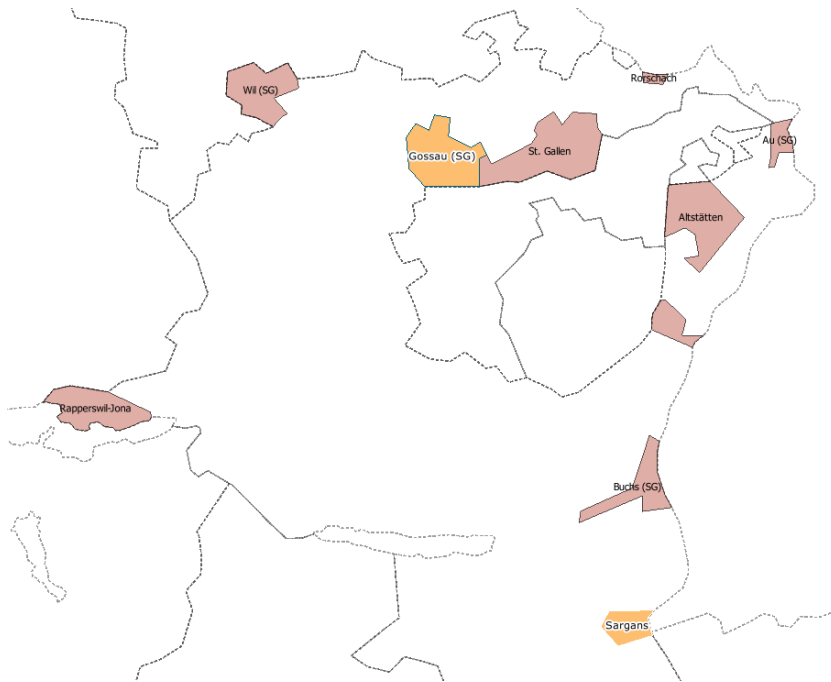 Rorschach
Wil (SG)
Au (SG)
Gossau (SG)
St. Gallen
Altstätten
Rapperswil-Jona
Buchs (SG)
Sargans